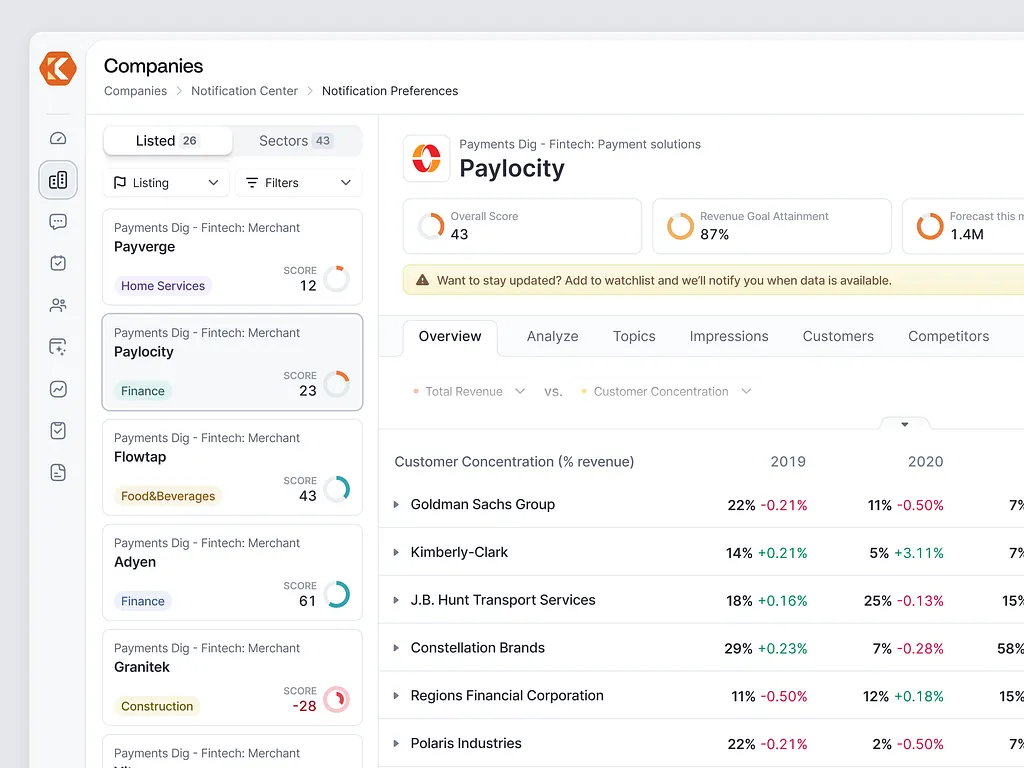 Companies
Companies > Notification Center > Notification Preferences
Listed 26
Sectors 43
Listing
Filters
Payments Dig - Fintech: Merchant
Payverge
Home Services
SCORE
12
Payments Dig - Fintech: Merchant
Paylocity
Finance
SCORE
23
Payments Dig - Fintech: Merchant
Flowtap
Food&Beverages
SCORE
43
Payments Dig - Fintech: Merchant
Adyen
Finance
SCORE
61
Payments Dig - Fintech: Merchant
Granitek
Construction
SCORE
-28
Payments Dig - Fintech: Merchant
Payments Dig - Fintech: Payment solutions
Paylocity
Overall Score
43
Revenue Goal Attainment
87%
Forecast this
1.4M
Want to stay updated? Add to watchlist and we’ll notify you when data is available.
Overview Analyze Topics Impressions Customers Competitors
Total Revenue vs. Customer Concentration
Customer Concentration (% revenue) 2019 2020
Goldman Sachs Group 22% -0.21% 11% -0.50% 7%
Kimberly-Clark 14% +0.21% 5% +3.11% 7%
J.B. Hunt Transport Services 18% +0.16% 25% -0.13% 15%
Constellation Brands 29% +0.23% 7% -0.28% 58%
Regions Financial Corporation 11% -0.50% 12% +0.18% 15%
Polaris Industries 22% -0.21% 2% -0.50% 7%